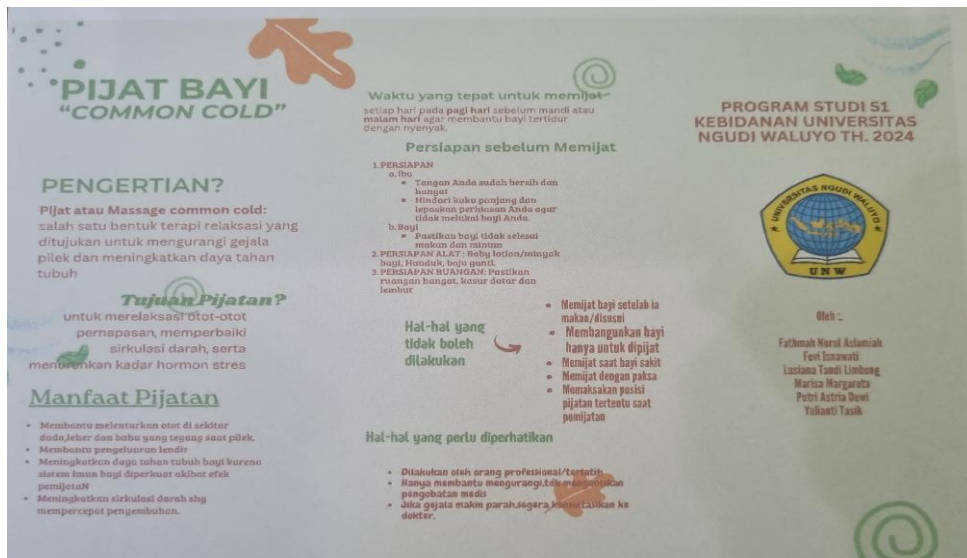 PIJAT BAYI
“COMMON COLD”
PENGERTIAN?
Pijat atau Massage common cold:
salah satu bentuk terapi relaksasi yang
ditujukan untuk mengurangi gejala
pilek dan meningkatkan daya tahan
tubuh
Tujuan Pijatan?
untuk merelaksasi otot-otot
pernapasan, memperbaiki
sirkulasi darah, serta
menurunkan kadar hormon stres
Manfaat Pijatan
• Membantu melenturkan otot di sekitar
dada,leher dan bahu yang tegang saat pilek.
• Membantu pengeluaran lendir
• Meningkatkan daya tahan tubuh bayi karena
sistem imun bayi diperkuat akibat efek
pemijataN
• Meningkatkan sirkulasi darah shg
mempercepat penyembuhan.
Waktu yang tepat untuk memijat
setiap hari pada pagi hari sebelum mandi atau
malam hari agar membantu bayi tertidur
dengan nyenyak.
Persiapan sebelum Memijat
1. PERSIAPAN
a. Ibu
Tangan Anda sudah bersih dan
hangat
Hindari kuku panjang dan
lepaskan perhiasan Anda agar
tidak melukai bayi Anda.
b. Bayi
Pastikan bayi tidak selesai
makan dan minum
2. PERSIAPAN ALAT : Baby lotion/minyak
bayi, Handuk, baju ganti.
3. PERSIAPAN RUANGAN: Pastikan
ruangan hangat, kasur datar dan
lembut
Hal-hal yang
tidak boleh
dilakukan
• Memijat bayi setelah ia
makan/disusui
• Membangunkan bayi
hanya untuk dipijat
• Memijat saat bayi sakit
• Memijat dengan paksa
• Memaksakan posisi
pijatan tertentu saat
pemijatan
Hal-hal yang perlu diperhatikan
• Dilakukan oleh orang professional/terlatih
• Hanya membantu mengurangi,tdk menggantikan
pengobatan medis
• Jika gejala makin parah,segera konsultasikan ke
dokter.
PROGRAM STUDI S1
KEBIDANAN UNIVERSITAS
NGUDI WALUYO TH. 2024
UNIVERSITAS NGUDI WALUYO
UNW
Oleh :.
Fathmah Nurul Aslamiah
Fevi Isnawati
Lusiana Tandi Limbong
Marisa Margareta
Putri Astria Dewi
Yulianti Tasik